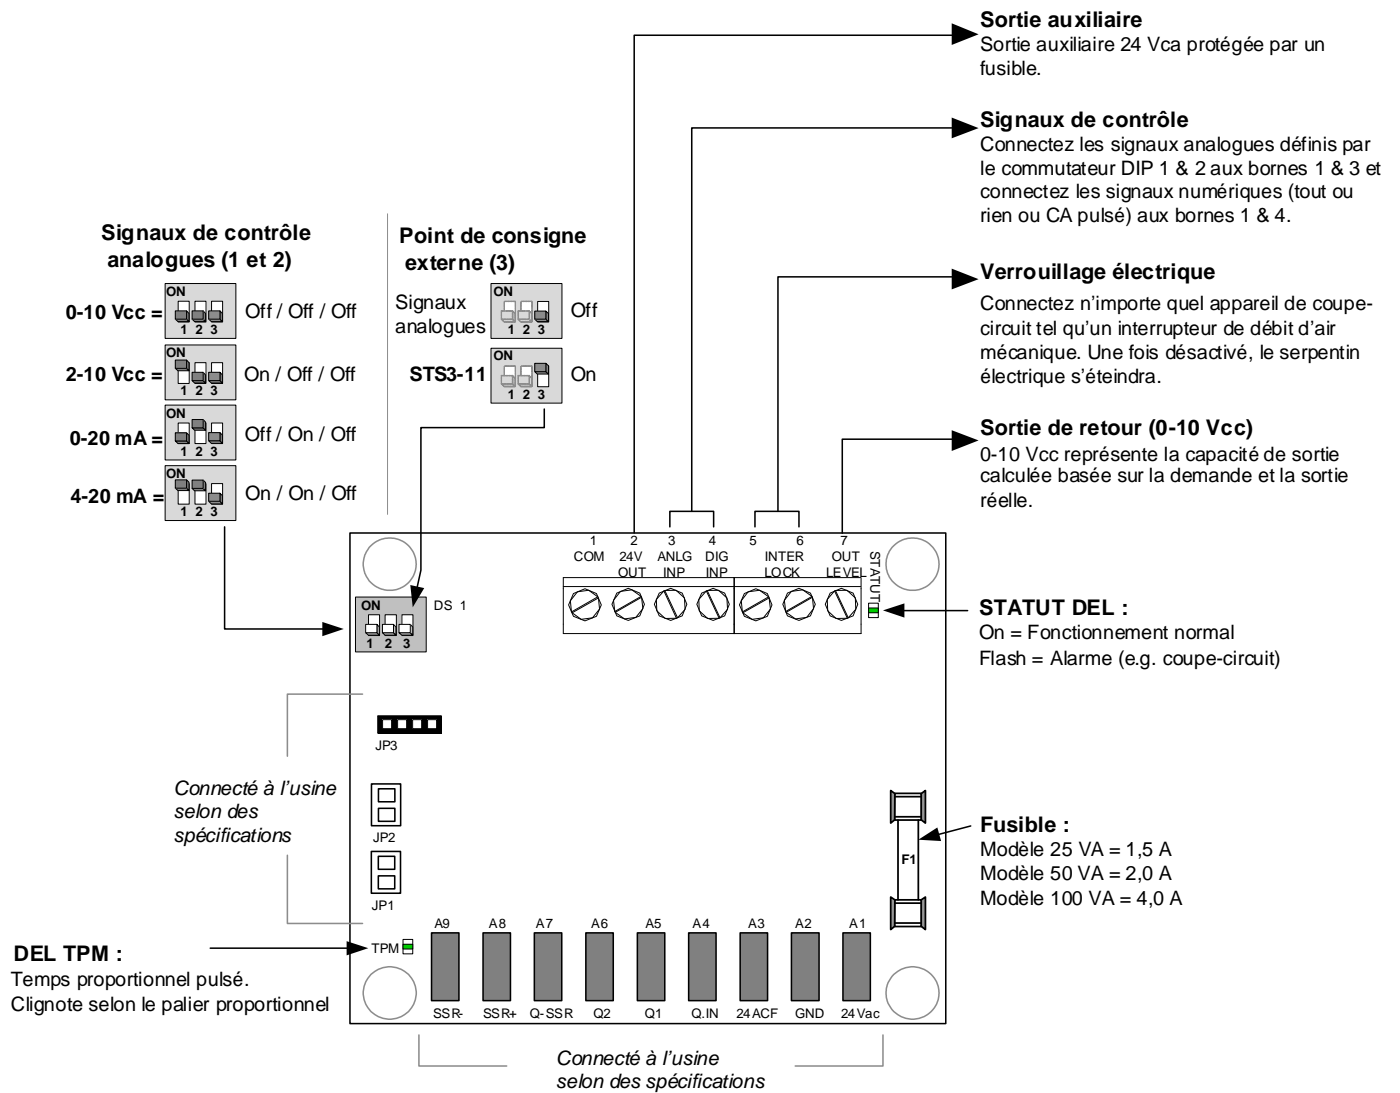 Sortie auxiliaire
Sortie auxiliaire 24 Vca protégée par un
fusible.
Signaux de contrôle
Connectez les signaux analogues définis par
le commutateur DIP 1 & 2 aux bornes 1 & 3 et
connectez les signaux numériques (tout ou
rien ou CA pulsé) aux bornes 1 & 4.
Verrouillage électrique
Connectez n'importe quel appareil de coupe-
circuit tel qu'un interrupteur de débit d'air
mécanique. Une fois désactivé, le serpentin
électrique s'éteindra.
Sortie de retour (0-10 Vcc)
0-10 Vcc représente la capacité de sortie
calculée basée sur la demande et la sortie
réelle.
Signaux de contrôle
analogues (1 et 2)
0-10 Vcc =
ON
1 2 3
Off / Off / Off
2-10 Vcc =
ON
1 2 3
On / Off / Off
0-20 mA =
ON
1 2 3
Off / On / Off
4-20 mA =
ON
1 2 3
On / On / Off
Point de consigne
externe (3)
Signaux
analogues
ON
1 2 3
Off
STS3-11
ON
1 2 3
On
1 2 3 4 5 6 7
COM 24V ANLG DIG INTER OUT
OUT INP INP LOCK LEVEL
STATUT
ON
1 2 3
DS 1
STATUT DEL :
On = Fonctionnement normal
Flash = Alarme (e.g. coupe-circuit)
JP3
Connecté à l'usine
selon des
spécifications
JP2
JP1
F1
Fusible :
Modèle 25 VA = 1,5 A
Modèle 50 VA = 2,0 A
Modèle 100 VA = 4,0 A
DEL TPM :
Temps proportionnel pulsé.
Clignote selon le palier proportionnel
TPM
A9 A8 A7 A6 A5 A4 A3 A2 A1
SSR- SSR+ Q-SSR Q2 Q1 Q.IN 24ACF GND 24Vac
Connecté à l'usine
selon des spécifications